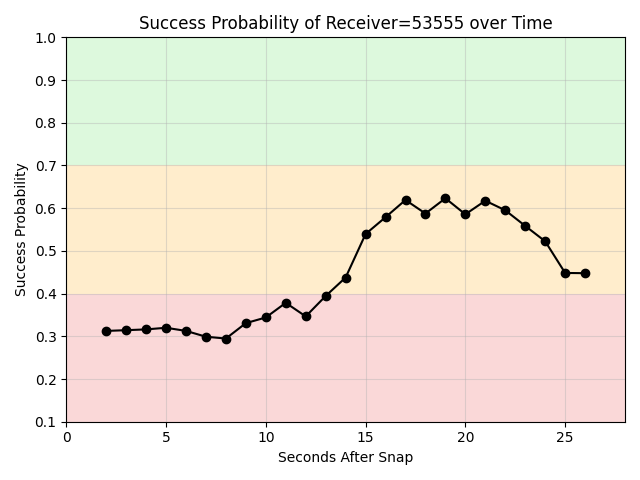 Success Probability of Receiver=53555 over Time
1.0
0.9
0.8
0.7
0.6
0.5
0.4
0.3
0.2
0.1
Success Probability
0 5 10 15 20 25
Seconds After Snap